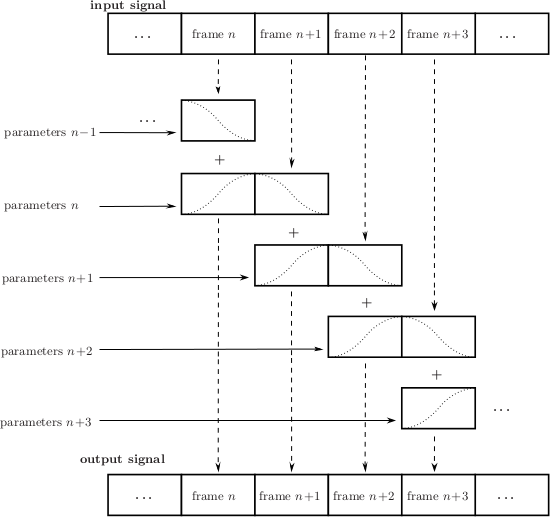 input signal
... frame n frame n+1 frame n+2 frame n+3 ...
...
parameters n−1
+
parameters n
+
parameters n+1
+
parameters n+2
+
parameters n+3 ...
output signal
... frame n frame n+1 frame n+2 frame n+3 ...